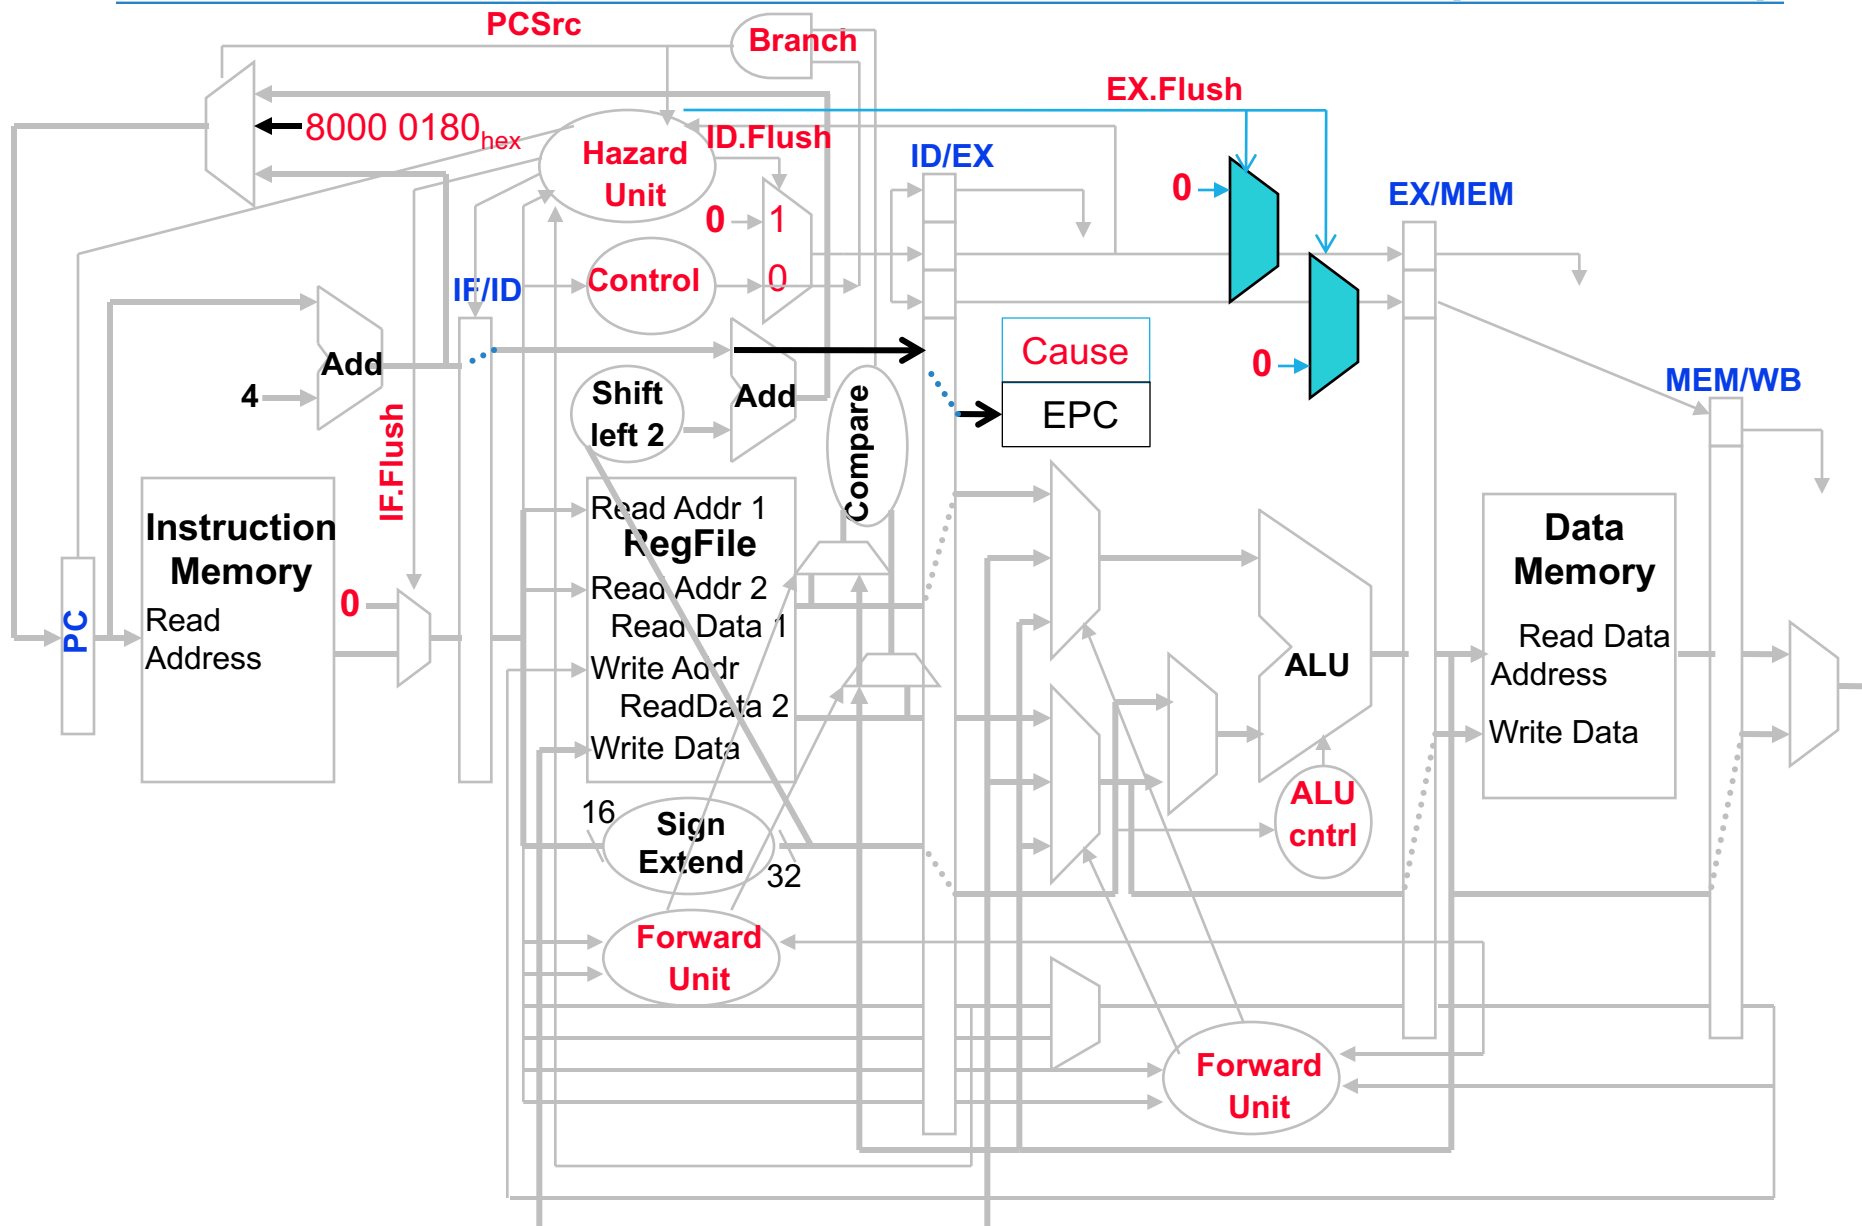 PCSrc
Branch
EX.Flush
8000 0180hex
ID.Flush
Hazard
Unit
ID/EX
0
EX/MEM
0
1
Control
0
IF/ID
Cause
0
Add
4
Shift
left 2
Add
EPC
MEM/WB
IF.Flush
Compare
Instruction
Memory
Read
Address
0
PC
Read Addr 1
RegFile
Read Addr 2
Read Data 1
Write Addr
ReadData 2
Write Data
ALU
Data
Memory
Read Data
Address
Write Data
16
Sign
Extend
32
ALU
cntrl
Forward
Unit
Forward
Unit